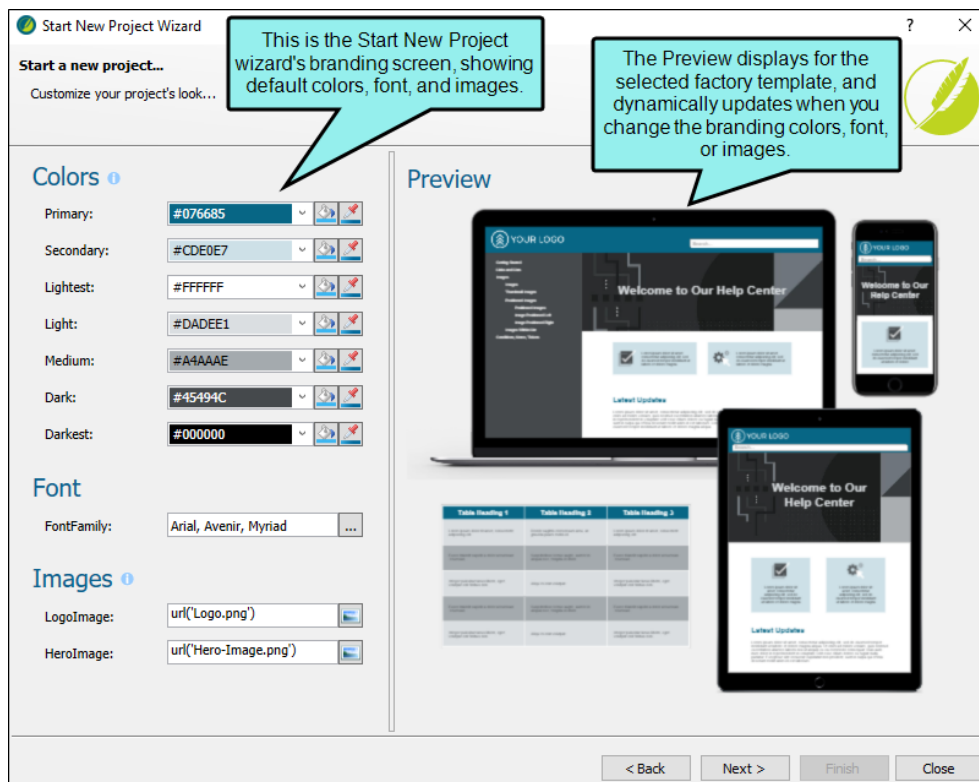 Start New Project Wizard
?
Start a new project...
Customize your project's look...
This is the Start New Project
wizard's branding screen, showing
default colors, font, and images.
The Preview displays for the
selected factory template, and
dynamically updates when you
change the branding colors, font,
or images.
Colors
Primary:
#076685
Secondary:
#CDE0E7
Lightest:
#FFFFFF
Light:
#DADEE1
Medium:
#A4AAAE
Dark:
#45494C
Darkest:
#000000
Font
FontFamily:
Arial, Avenir, Myriad
...
Images
LogoImage:
url('Logo.png')
HeroImage:
url('Hero-Image.png')
Preview
YOUR LOGO
Search...
Getting Started
Images
Welcome to Our Help Center
Latest Updates
YOUR LOGO
Welcome to Our
Help Center
YOUR LOGO
Welcome to Our
Help Center
Latest Updates
Table Heading 1
Table Heading 2
Table Heading 3
< Back
Next >
Finish
Close